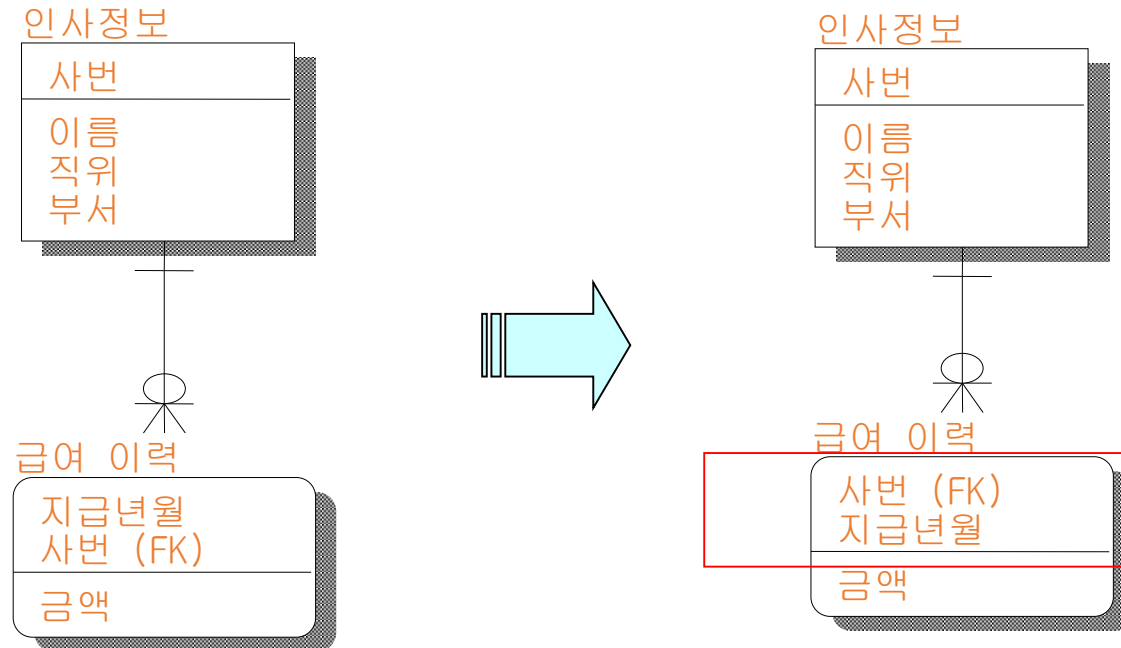 인사정보
사번
이름
직위
부서
급여 이력
지급년월
사번 (FK)
금액
인사정보
사번
이름
직위
부서
급여 이력
사번 (FK)
지급년월
금액